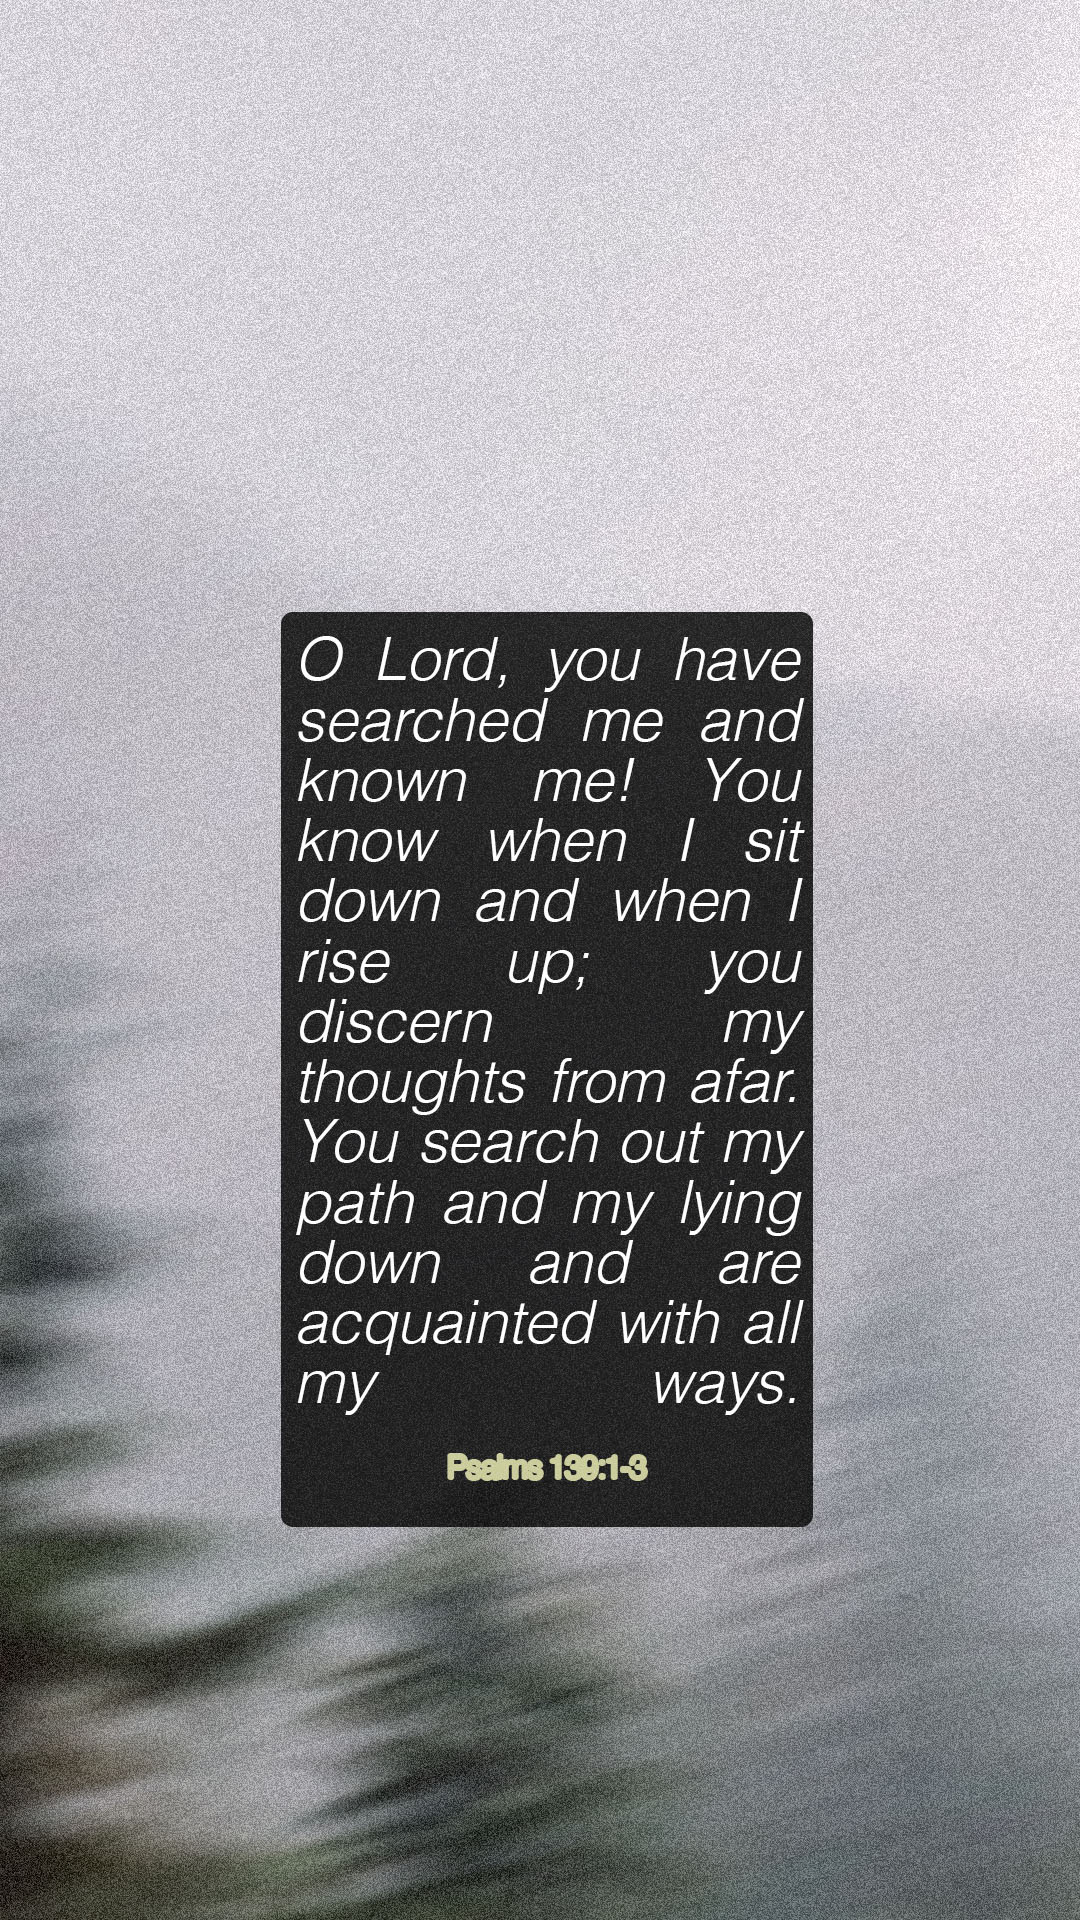 O Lord, you have
searched me and
known me! You
know when I sit
down and when I
rise up; you
discern my
thoughts from afar.
You search out my
path and my lying
down and are
acquainted with all
my ways.
Psalms 139:1-3